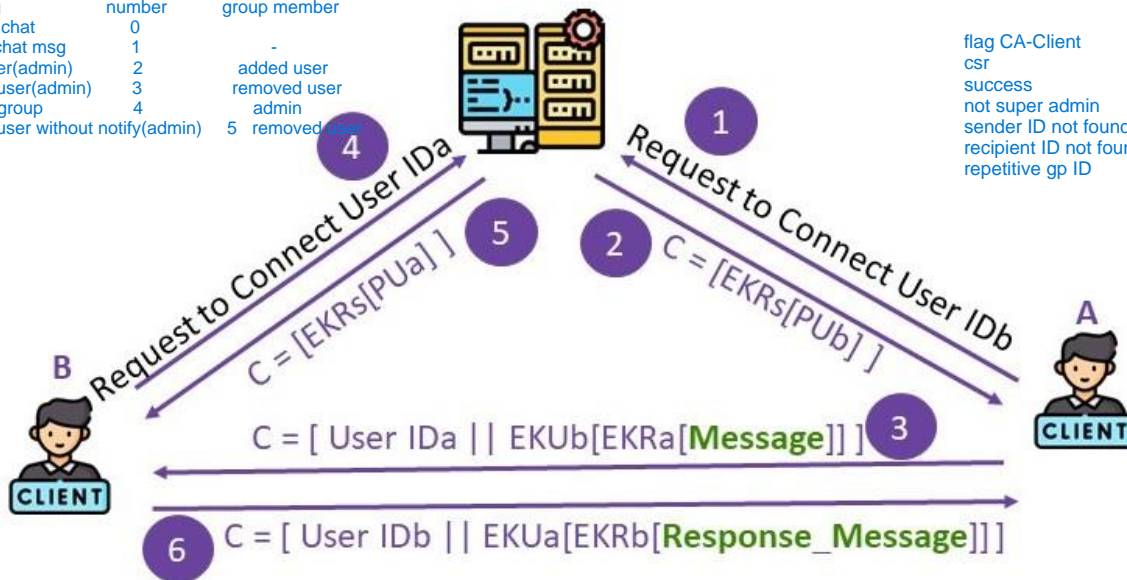 number group member
chat 0
chat msg 1 -
er(admin) 2 added user
user(admin) 3 removed user
group 4 admin
user without notify(admin) 5 removed user
flag CA-Client
csr
success
not super admin
sender ID not found
recipient ID not four
repetitive gp ID
1
Request to Connect User IDb
2
C = [EKRs[PUb] ]
4
Request to Connect User IDa
5
C = [EKRs[PUa] ]
A
CLIENT
B
CLIENT
C = [ User IDa || EKUb[EKRa[Message]] ]
3
6
C = [ User IDb || EKUa[EKRb[Response_Message]]]